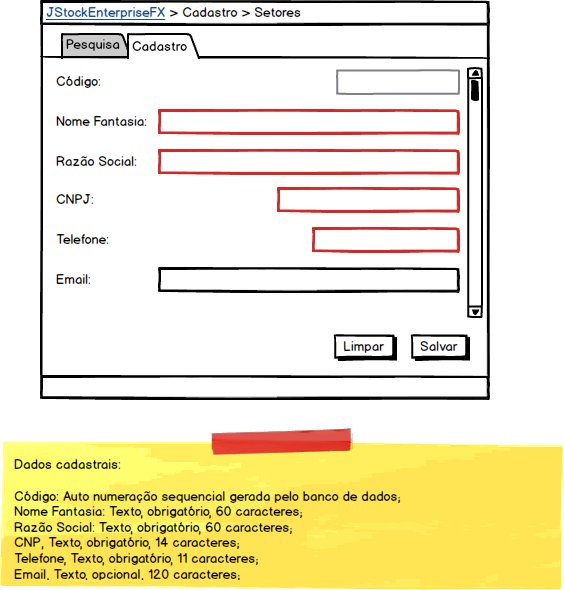 JStockEnterpriseFX > Cadastro > Setores
Pesquisa
Cadastro
Código:
Nome Fantasia:
Razão Social:
CNPJ:
Telefone:
Email:
Limpar
Salvar
Dados cadastrais:
Código: Auto numeração sequencial gerada pelo banco de dados;
Nome Fantasia: Texto, obrigatório, 60 caracteres;
Razão Social: Texto, obrigatório, 60 caracteres;
CNP, Texto, obrigatório, 14 caracteres;
Telefone, Texto, obrigatório, 11 caracteres;
Email, Texto, opcional, 120 caracteres;